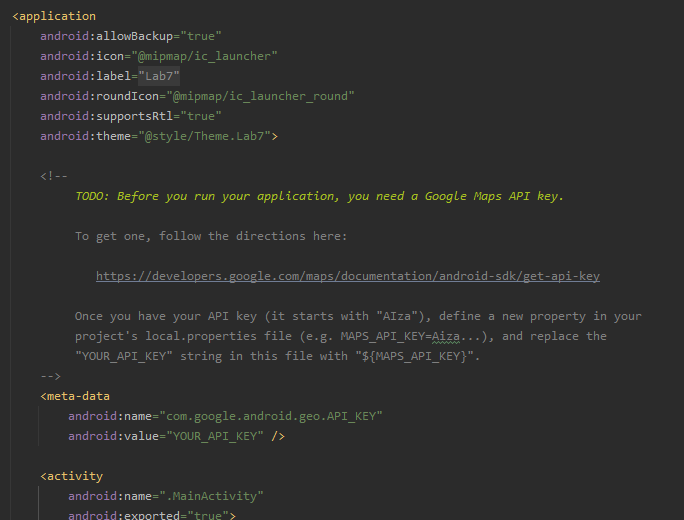 <application
android:allowBackup="true"
android:icon="@mipmap/ic_launcher"
android:label="Lab7"
android:roundIcon="@mipmap/ic_launcher_round"
android:supportsRtl="true"
android:theme="@style/Theme.Lab7">
<!--
TODO: Before you run your application, you need a Google Maps API key.
To get one, follow the directions here:
https://developers.google.com/maps/documentation/android-sdk/get-api-key
Once you have your API key (it starts with "AIza"), define a new property in your
project's local.properties file (e.g. MAPS_API_KEY=Aiza...), and replace the
"YOUR_API_KEY" string in this file with "${MAPS_API_KEY}".
-->
<meta-data
android:name="com.google.android.geo.API_KEY"
android:value="YOUR_API_KEY" />
<activity
android:name=".MainActivity"
android:exported="true">